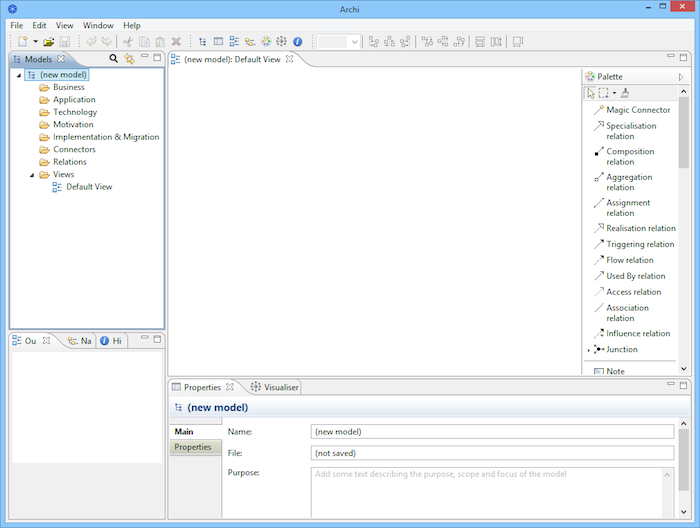 Archi
File Edit View Window Help
Models
(new model)
Business
Application
Technology
Motivation
Implementation & Migration
Connectors
Relations
Views
Default View
(new model): Default View
Palette
Magic Connector
Specialisation
relation
Composition
relation
Aggregation
relation
Assignment
relation
Realisation relation
Triggering relation
Flow relation
Used By relation
Access relation
Association
relation
Influence relation
Junction
Note
Ou Na Hi
Properties Visualiser
(new model)
Main
Properties
Name: (new model)
File: (not saved)
Purpose: Add some text describing the purpose, scope and focus of the model